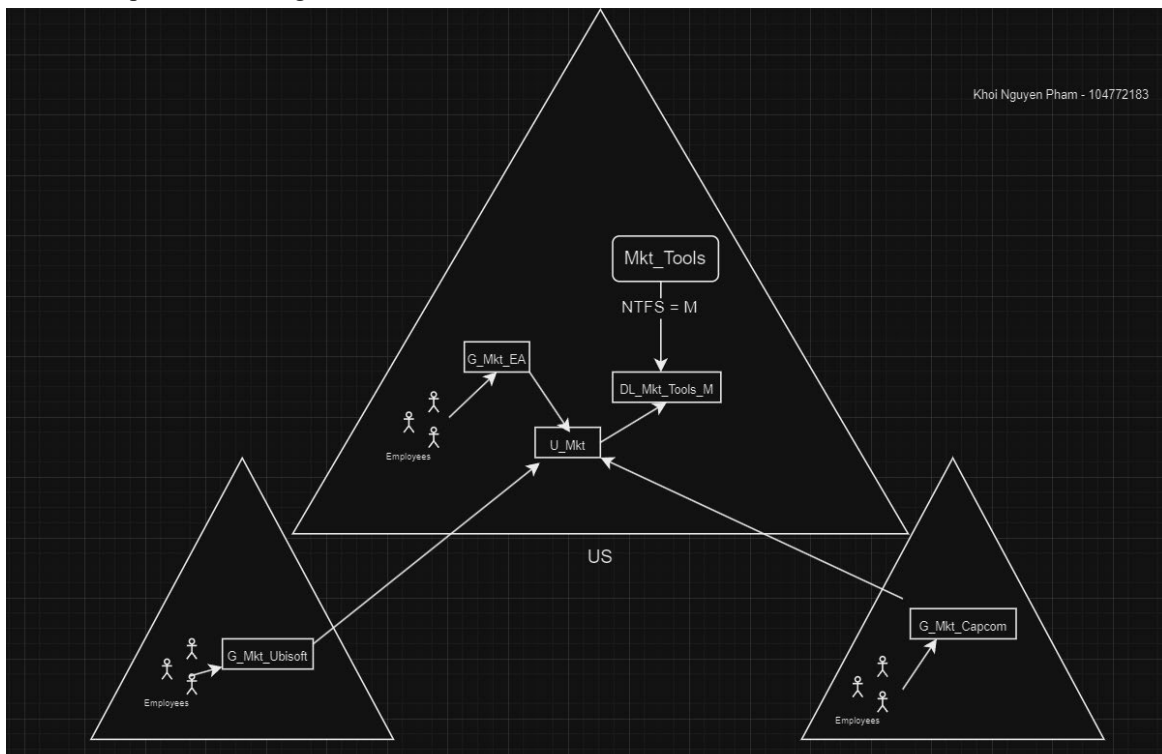 Khoi Nguyen Pham - 104772183
Mkt_Tools
NTFS = M
G_Mkt_EA
DL_Mkt_Tools_M
U_Mkt
Employees
US
G_Mkt_Ubisoft
Employees
G_Mkt_Capcom
Employees